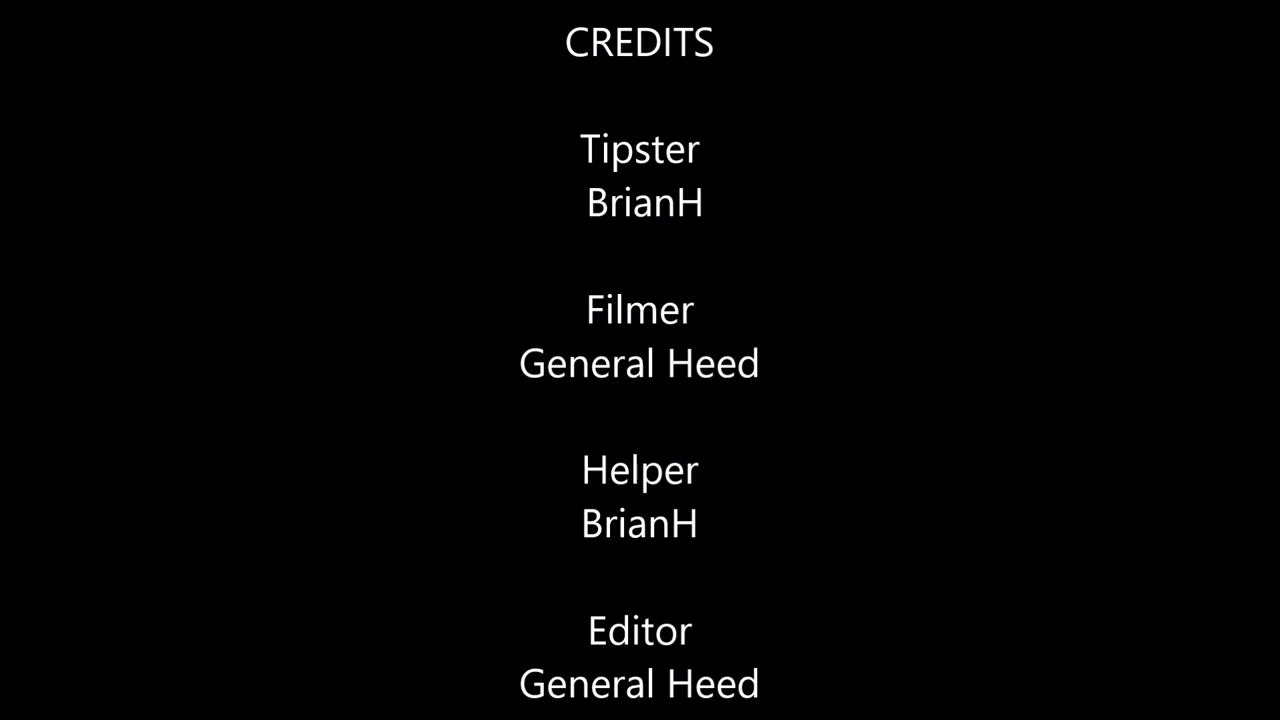 CREDITS
Tipster
BrianH
Filmer
General Heed
Helper
BrianH
Editor
General Heed